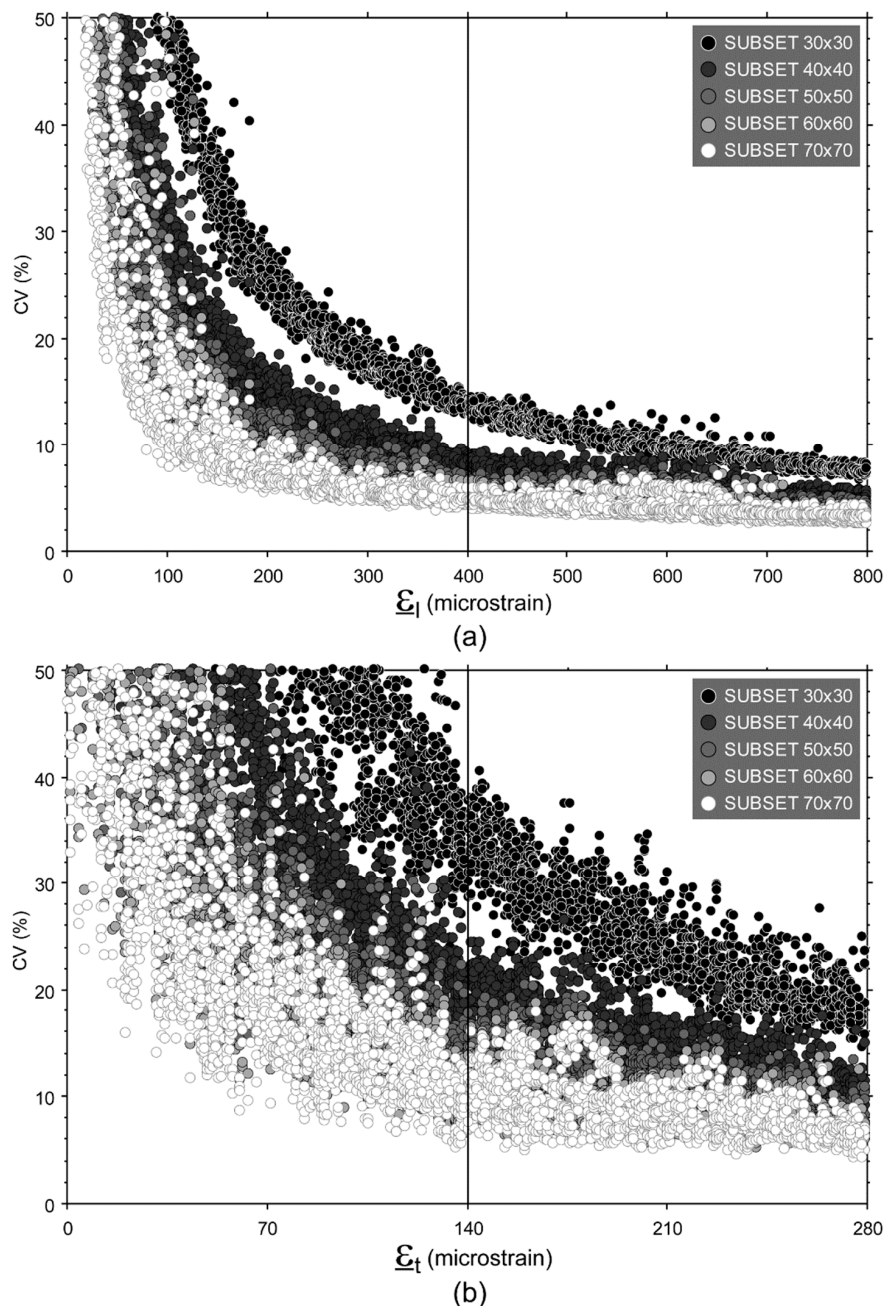 50
40
30
20
10
0
CV (%)
SUBSET 30x30
SUBSET 40x40
SUBSET 50x50
SUBSET 60x60
SUBSET 70x70
0 100 200 300 400 500 600 700 800
ε_l (microstrain)
(a)
50
40
30
20
10
0
CV (%)
SUBSET 30x30
SUBSET 40x40
SUBSET 50x50
SUBSET 60x60
SUBSET 70x70
0 70 140 210 280
ε_t (microstrain)
(b)